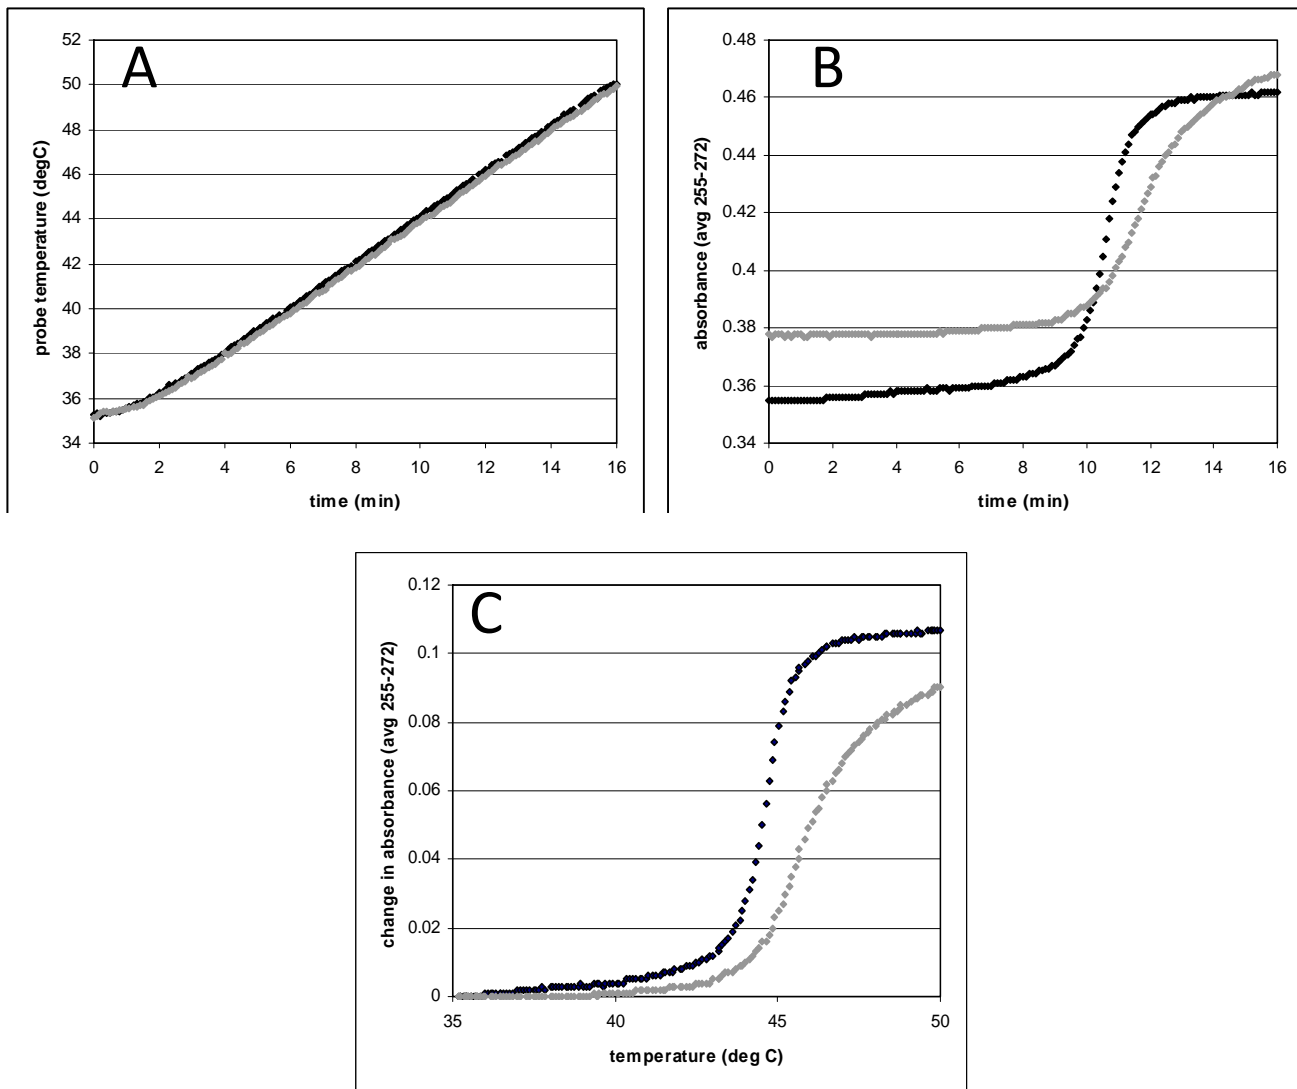 A
52
50
48
46
44
42
40
38
36
34
probe temperature (degC)
0 2 4 6 8 10 12 14 16
time (min)
B
0.48
0.46
0.44
0.42
0.4
0.38
0.36
0.34
absorbance (avg 255-272)
0 2 4 6 8 10 12 14 16
time (min)
C
0.12
0.1
0.08
0.06
0.04
0.02
0
change in absorbance (avg 255-272)
35 40 45 50
temperature (deg C)